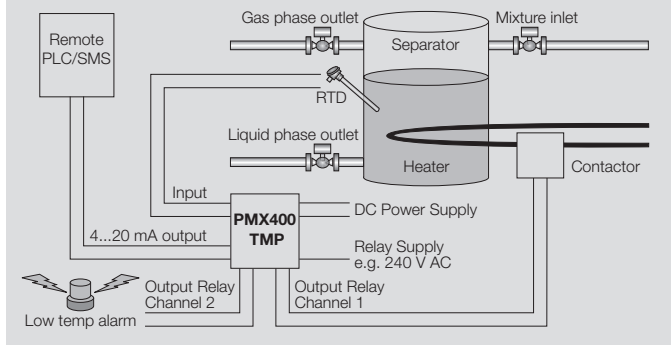 Gas phase outlet
Mixture inlet
Remote
PLC/SMS
Separator
RTD
Liquid phase outlet
Heater
Contactor
Input
PMX400
TMP
DC Power Supply
4...20 mA output
Relay Supply
e.g. 240 V AC
Output Relay
Channel 2
Output Relay
Channel 1
Low temp alarm